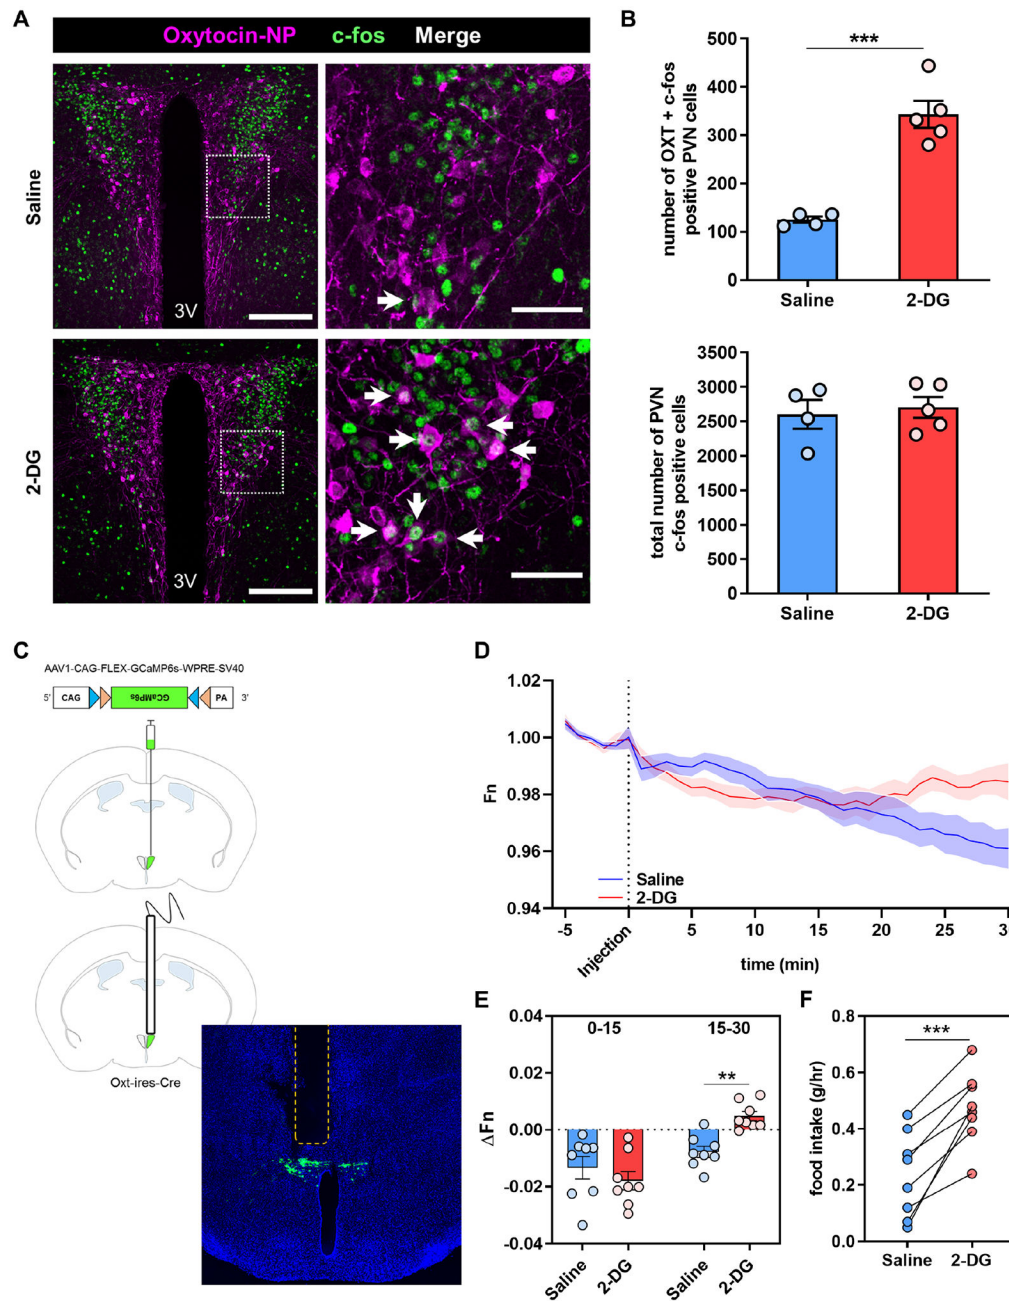 A
Oxytocin-NP c-fos Merge
Saline
3V
2-DG
3V
B
***
number of OXT + c-fos
positive PVN cells
500
400
300
200
100
0
Saline 2-DG
total number of PVN
c-fos positive cells
3500
3000
2500
2000
1500
1000
500
0
Saline 2-DG
C
AAV1-CAG-FLEX-GCaMP6s-WPRE-SV40
5' CAG GCaMP6s PA 3'
Oxt-ires-Cre
D
Fn
1.02
1.00
0.98
0.96
0.94
Saline
2-DG
-5 Injection 5 10 15 20 25 30
time (min)
E
ΔFn
0.04
0.02
0.00
-0.02
-0.04
0-15 15-30
**
Saline 2-DG Saline 2-DG
F
***
food intake (g/hr)
0.8
0.6
0.4
0.2
0.0
Saline 2-DG